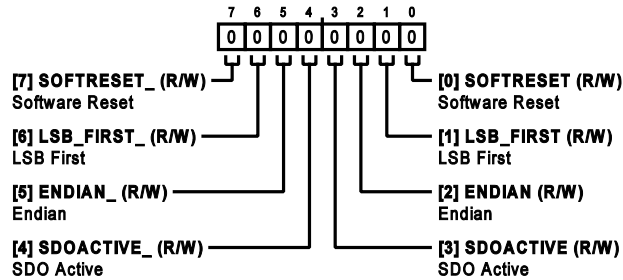 7 6 5 4 3 2 1 0
0 0 0 0 0 0 0 0
[7] SOFTRESET_ (R/W)
Software Reset
[0] SOFTRESET (R/W)
Software Reset
[6] LSB_FIRST_ (R/W)
LSB First
[1] LSB_FIRST (R/W)
LSB First
[5] ENDIAN_ (R/W)
Endian
[2] ENDIAN (R/W)
Endian
[4] SDOACTIVE_ (R/W)
SDO Active
[3] SDOACTIVE (R/W)
SDO Active